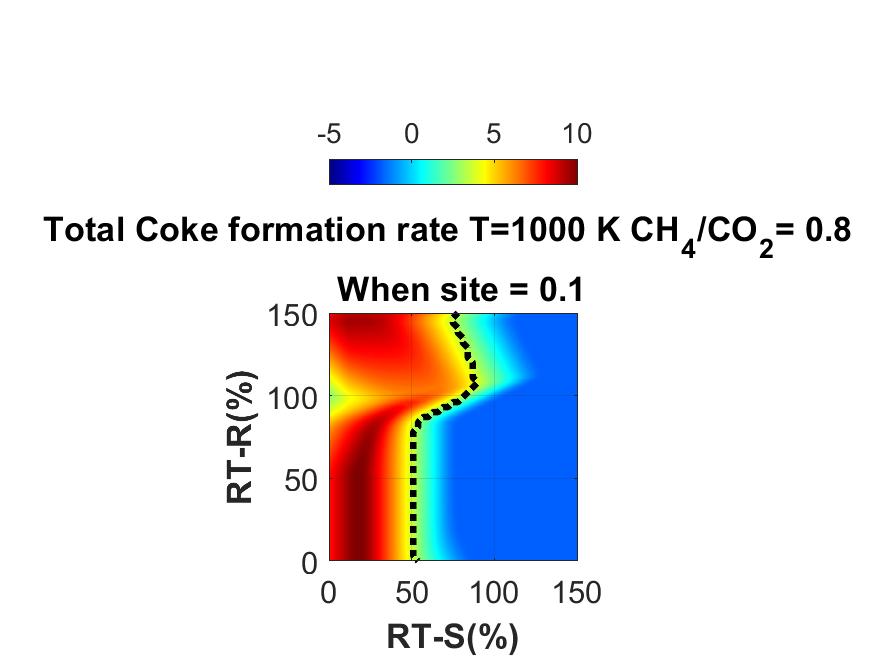 -5 0 5 10
Total Coke formation rate T=1000 K CH4/CO2= 0.8
When site = 0.1
150
100
50
0
RT-R(%)
0 50 100 150
RT-S(%)